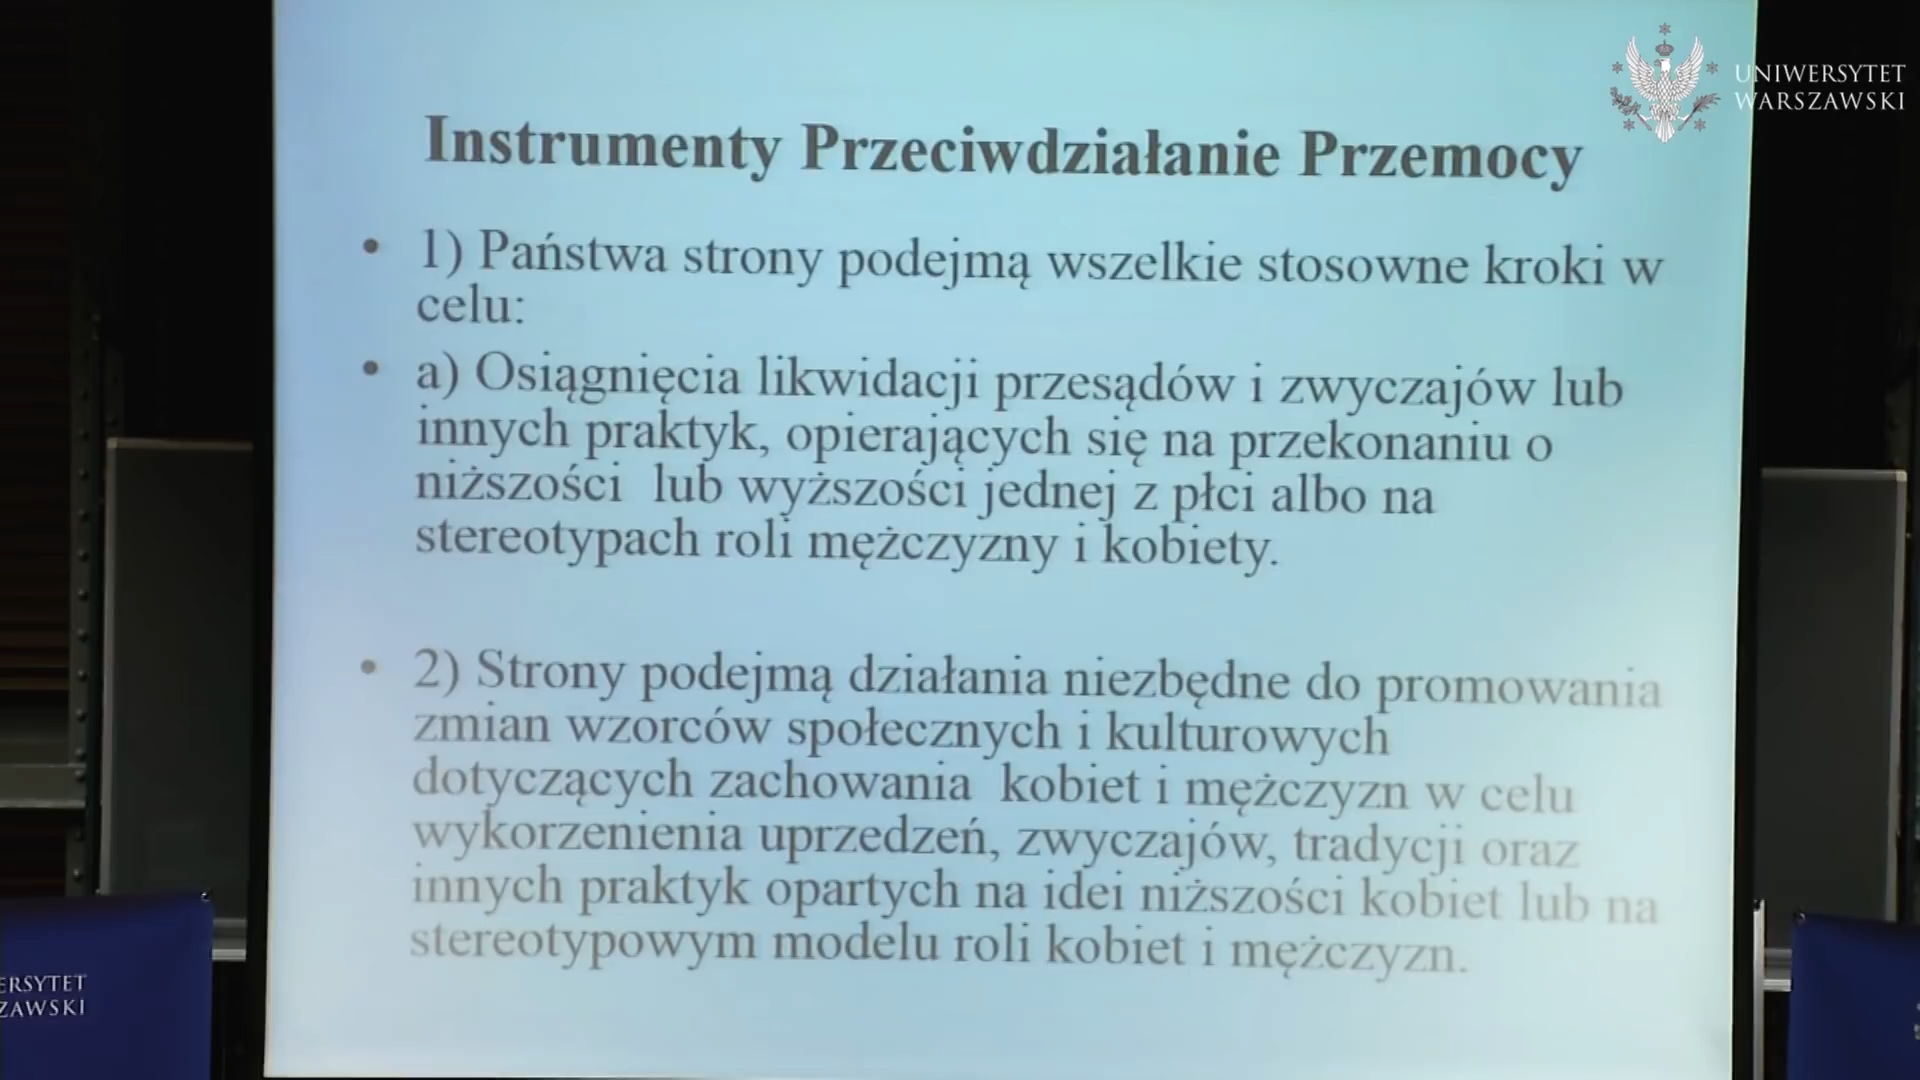 UNIWERSYTET
WARSZAWSKI
Instrumenty Przeciwdziałanie Przemocy
• 1) Państwa strony podejmą wszelkie stosowne kroki w
celu:
• a) Osiągnięcia likwidacji przesądów i zwyczajów lub
innych praktyk, opierających się na przekonaniu o
niższości lub wyższości jednej z płci albo na
stereotypach roli mężczyzny i kobiety.
• 2) Strony podejmą działania niezbędne do promowania
zmian wzorców społecznych i kulturowych
dotyczących zachowania kobiet i mężczyzn w celu
wykorzenienia uprzedzeń, zwyczajów, tradycji oraz
innych praktyk opartych na idei niższości kobiet lub na
stereotypowym modelu roli kobiet i mężczyzn.
ERSYTET
ZAWSKI